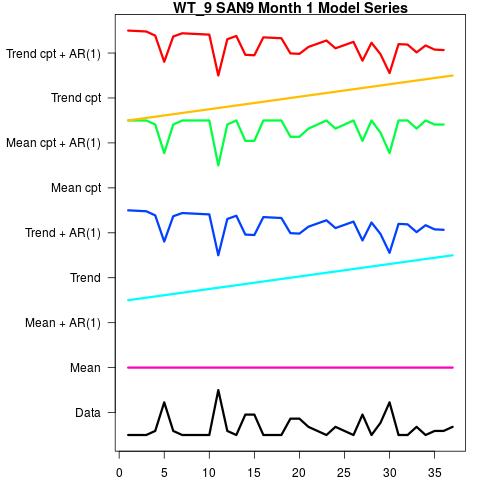 WT_9 SAN9 Month 1 Model Series
Trend cpt + AR(1)
Trend cpt
Mean cpt + AR(1)
Mean cpt
Trend + AR(1)
Trend
Mean + AR(1)
Mean
Data
0 5 10 15 20 25 30 35